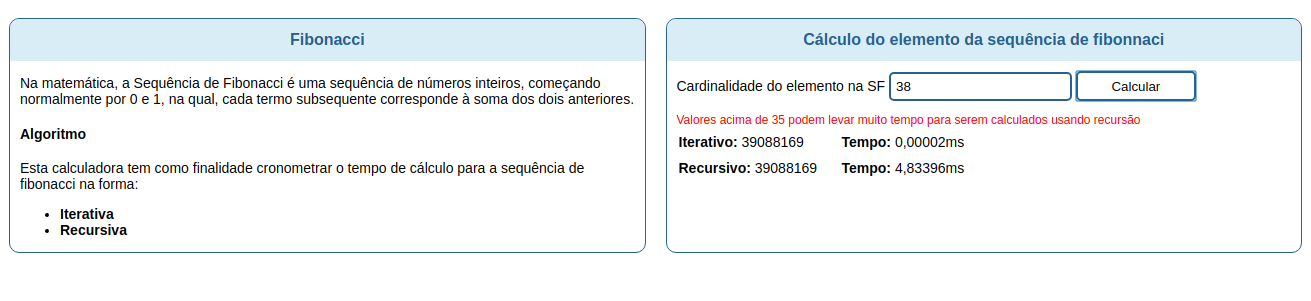 Fibonacci
Na matemática, a Sequência de Fibonacci é uma sequência de números inteiros, começando
normalmente por 0 e 1, na qual, cada termo subsequente corresponde à soma dos dois anteriores.
Algoritmo
Esta calculadora tem como finalidade cronometrar o tempo de cálculo para a sequência de
fibonacci na forma:
• Iterativa
• Recursiva
Cálculo do elemento da sequência de fibonnaci
Cardinalidade do elemento na SF 38 Calcular
Valores acima de 35 podem levar muito tempo para serem calculados usando recursão
Iterativo: 39088169 Tempo: 0,00002ms
Recursivo: 39088169 Tempo: 4,83396ms